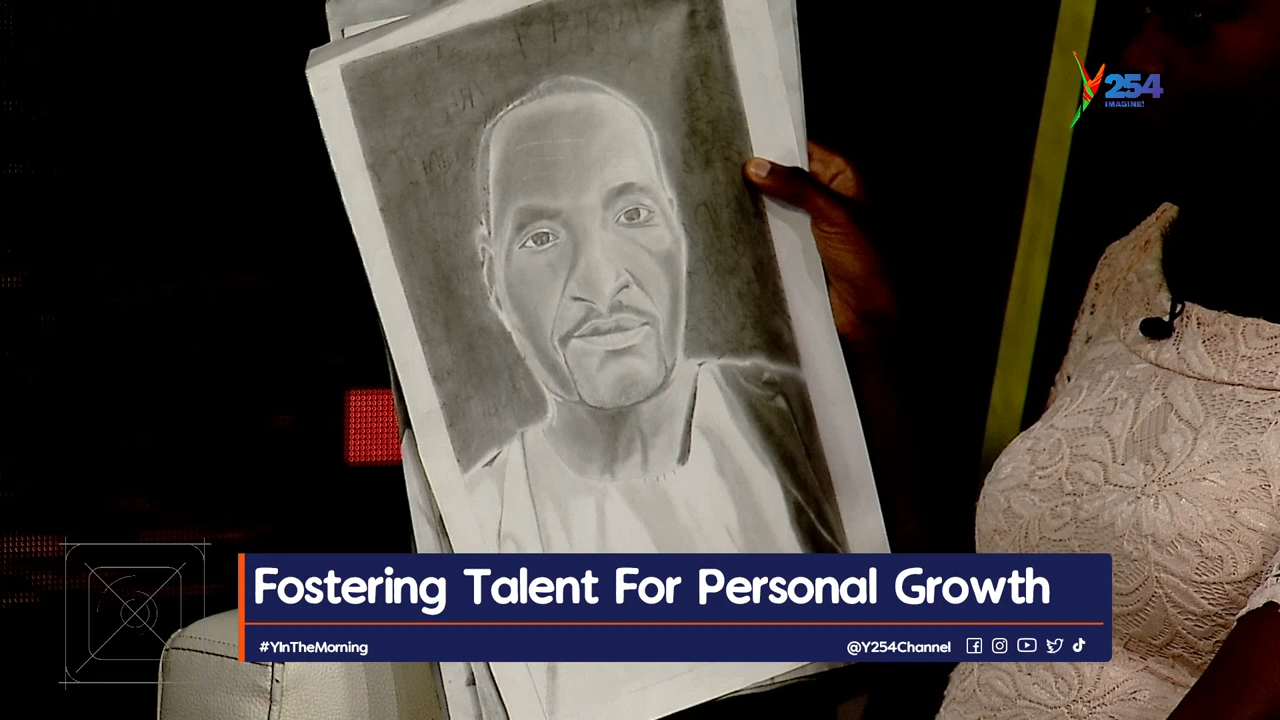 Y254
IMAGINE!
Fostering Talent For Personal Growth
#YInTheMorning
@Y254Channel